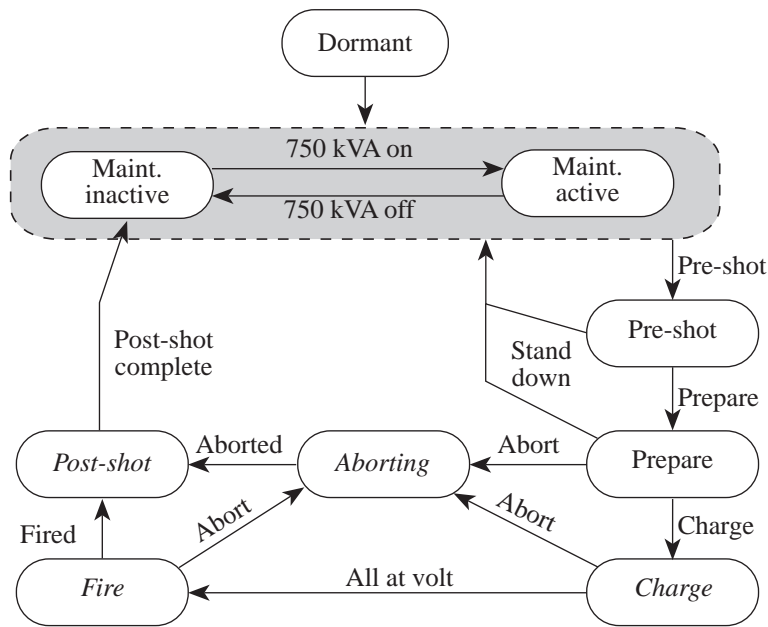 Dormant
750 kVA on
Maint.
inactive
Maint.
active
750 kVA off
Pre-shot
Pre-shot
Post-shot
complete
Stand
down
Prepare
Post-shot
Aborted
Aborting
Abort
Prepare
Fired
Abort
Abort
Charge
Fire
All at volt
Charge